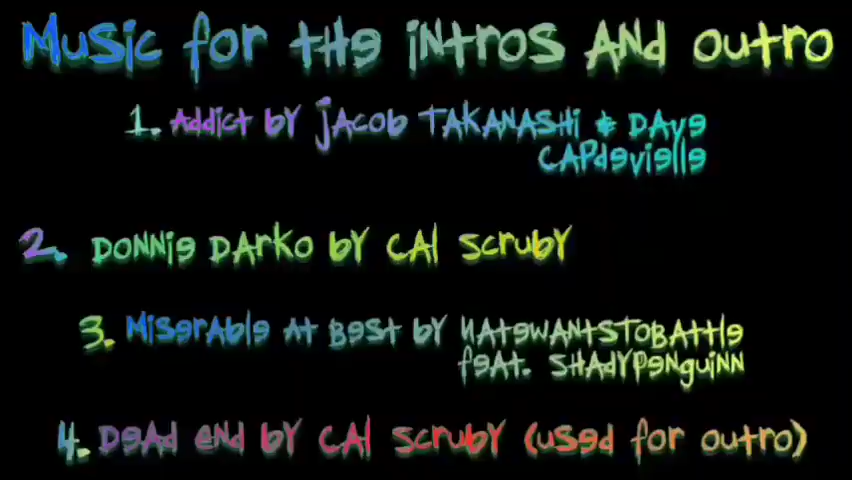 Music for the intros and outro
1. Addict by Jacob Takanashi & Dave
Capdevielle
2. Donnie Darko by Cal Scruby
3. Miserable At Best by NateWantsToBattle
feat. ShadyPenguinn
4. Dead End by Cal Scruby (used for outro)